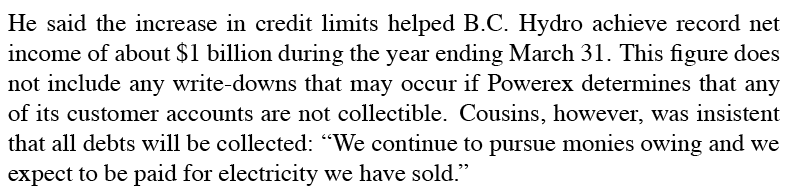 He said the increase in credit limits helped B.C. Hydro achieve record net
income of about $1 billion during the year ending March 31. This figure does
not include any write-downs that may occur if Powerex determines that any
of its customer accounts are not collectible. Cousins, however, was insistent
that all debts will be collected: “We continue to pursue monies owing and we
expect to be paid for electricity we have sold.”